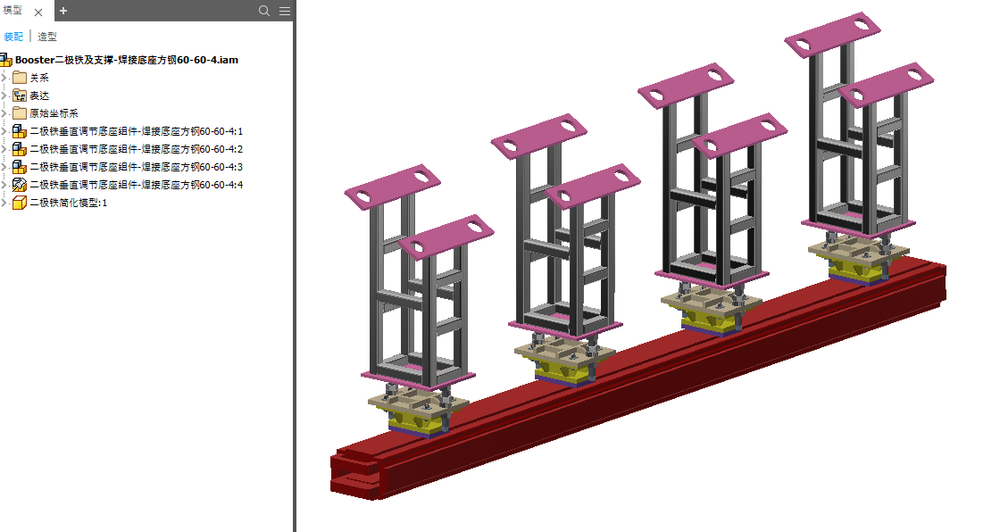 模型
装配 | 造型
Booster二极铁及支撑-焊接底座方钢60-60-4.iam
关系
表达
原始坐标系
二极铁垂直调节底座组件-焊接底座方钢60-60-4:1
二极铁垂直调节底座组件-焊接底座方钢60-60-4:2
二极铁垂直调节底座组件-焊接底座方钢60-60-4:3
二极铁垂直调节底座组件-焊接底座方钢60-60-4:4
二极铁简化模型:1